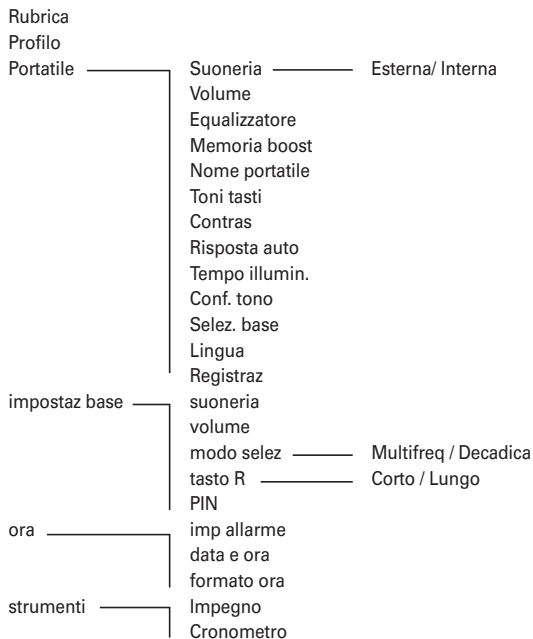 Rubrica
Profilo
Portatile Suoneria Esterna/ Interna
Volume
Equalizzatore
Memoria boost
Nome portatile
Toni tasti
Contras
Risposta auto
Tempo illumin.
Conf. tono
Selez. base
Lingua
Registraz
impostaz base suoneria
volume
modo selez Multifreq / Decadica
tasto R Corto / Lungo
PIN
ora imp allarme
data e ora
formato ora
strumenti Impegno
Cronometro